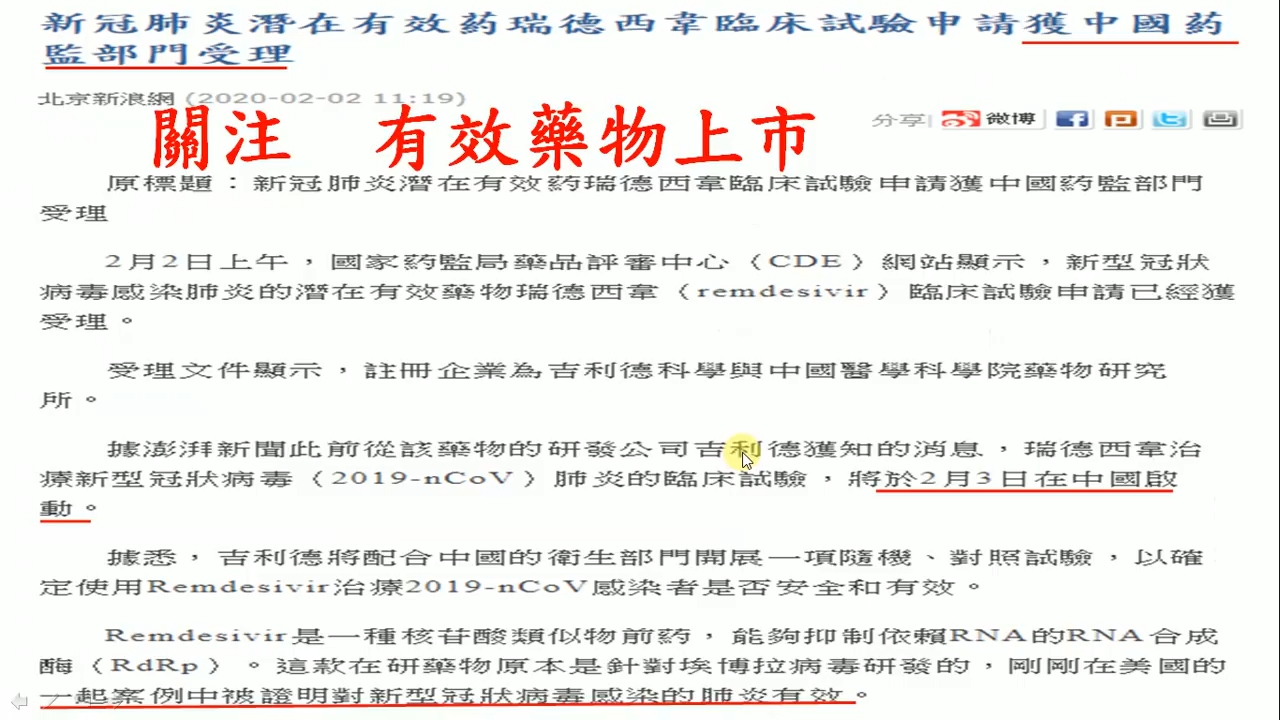 新冠肺炎潛在有效药瑞德西韋臨床試驗申請獲中國药
監部門受理
北京新浪網 (2020-02-02 11:19)
分享|
微博
關注 有效藥物上市
原標題：新冠肺炎潛在有效药瑞德西韋臨床試驗申請獲中國药監部門
受理
2月2日上午，國家药監局藥品評審中心（CDE）網站顯示，新型冠狀
病毒感染肺炎的潛在有效藥物瑞德西韋（remdesivir）臨床試驗申請已經獲
受理。
受理文件顯示，註冊企業為吉利德科學與中國醫學科學院藥物研究
所。
據澎湃新聞此前從該藥物的研發公司吉利德獲知的消息，瑞德西韋治
療新型冠狀病毒（2019-nCoV）肺炎的臨床試驗，將於2月3日在中國啟
動。
據悉，吉利德將配合中國的衛生部門開展一項隨機、對照試驗，以確
定使用Remdesivir治療2019-nCoV感染者是否安全和有效。
Remdesivir是一種核苷酸類似物前药，能夠抑制依賴RNA的RNA合成
酶（RdRp）。這款在研藥物原本是針對埃博拉病毒研發的，剛剛在美國的
一起案例中被證明對新型冠狀病毒感染的肺炎有效。